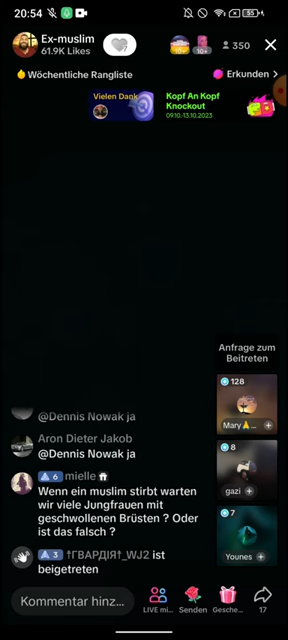 20:54
55
Ex-muslim
61.9K Likes
10+
10+
350
Wöchentliche Rangliste
Erkunden >
Vielen Dank
Kopf An Kopf
Knockout
09.10.-13.10.2023
Anfrage zum
Beitreten
128
Mary🙏...
8
gazi
7
Younes
@Dennis Nowak ja
Aron Dieter Jakob
@Dennis Nowak ja
6 mielle
Wenn ein muslim stirbt warten
wir viele Jungfrauen mit
geschwollenen Brüsten ? Oder
ist das falsch ?
3 †ГВАРДІЯ†_WJ2 ist
beigetreten
Kommentar hinz...
LIVE mi...
Senden
Gesche...
17